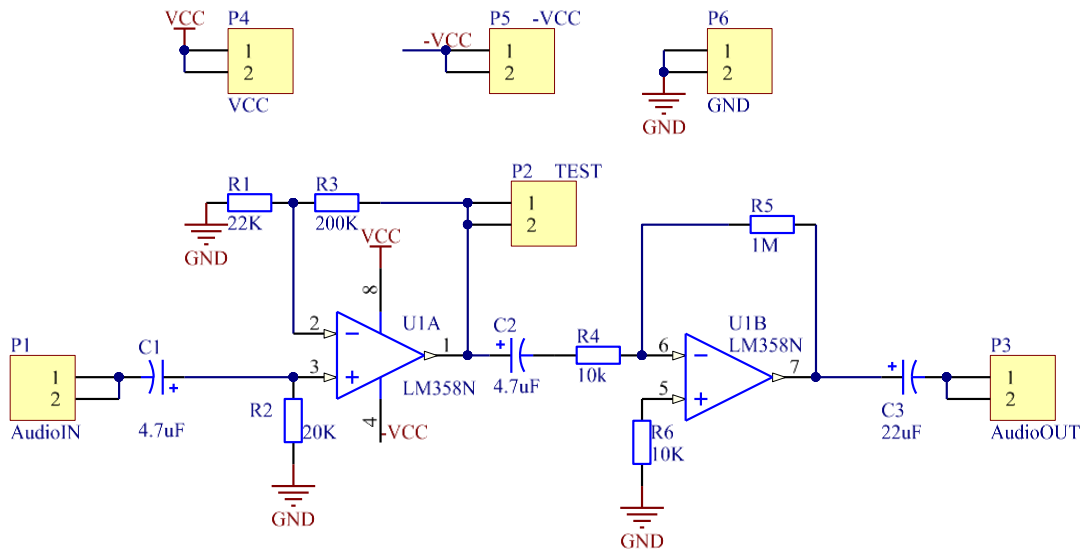 VCC
P4
1
2
VCC
-VCC
P5 -VCC
1
2
P6
1
2
GND
GND
R1
22K
GND
R3
200K
P2 TEST
1
2
VCC
8
2
3
1
4
U1A
LM358N
-VCC
P1
1
2
AudioIN
C1
4.7uF
R2
20K
GND
C2
4.7uF
R4
10k
R5
1M
6
5
7
U1B
LM358N
R6
10K
GND
C3
22uF
P3
1
2
AudioOUT